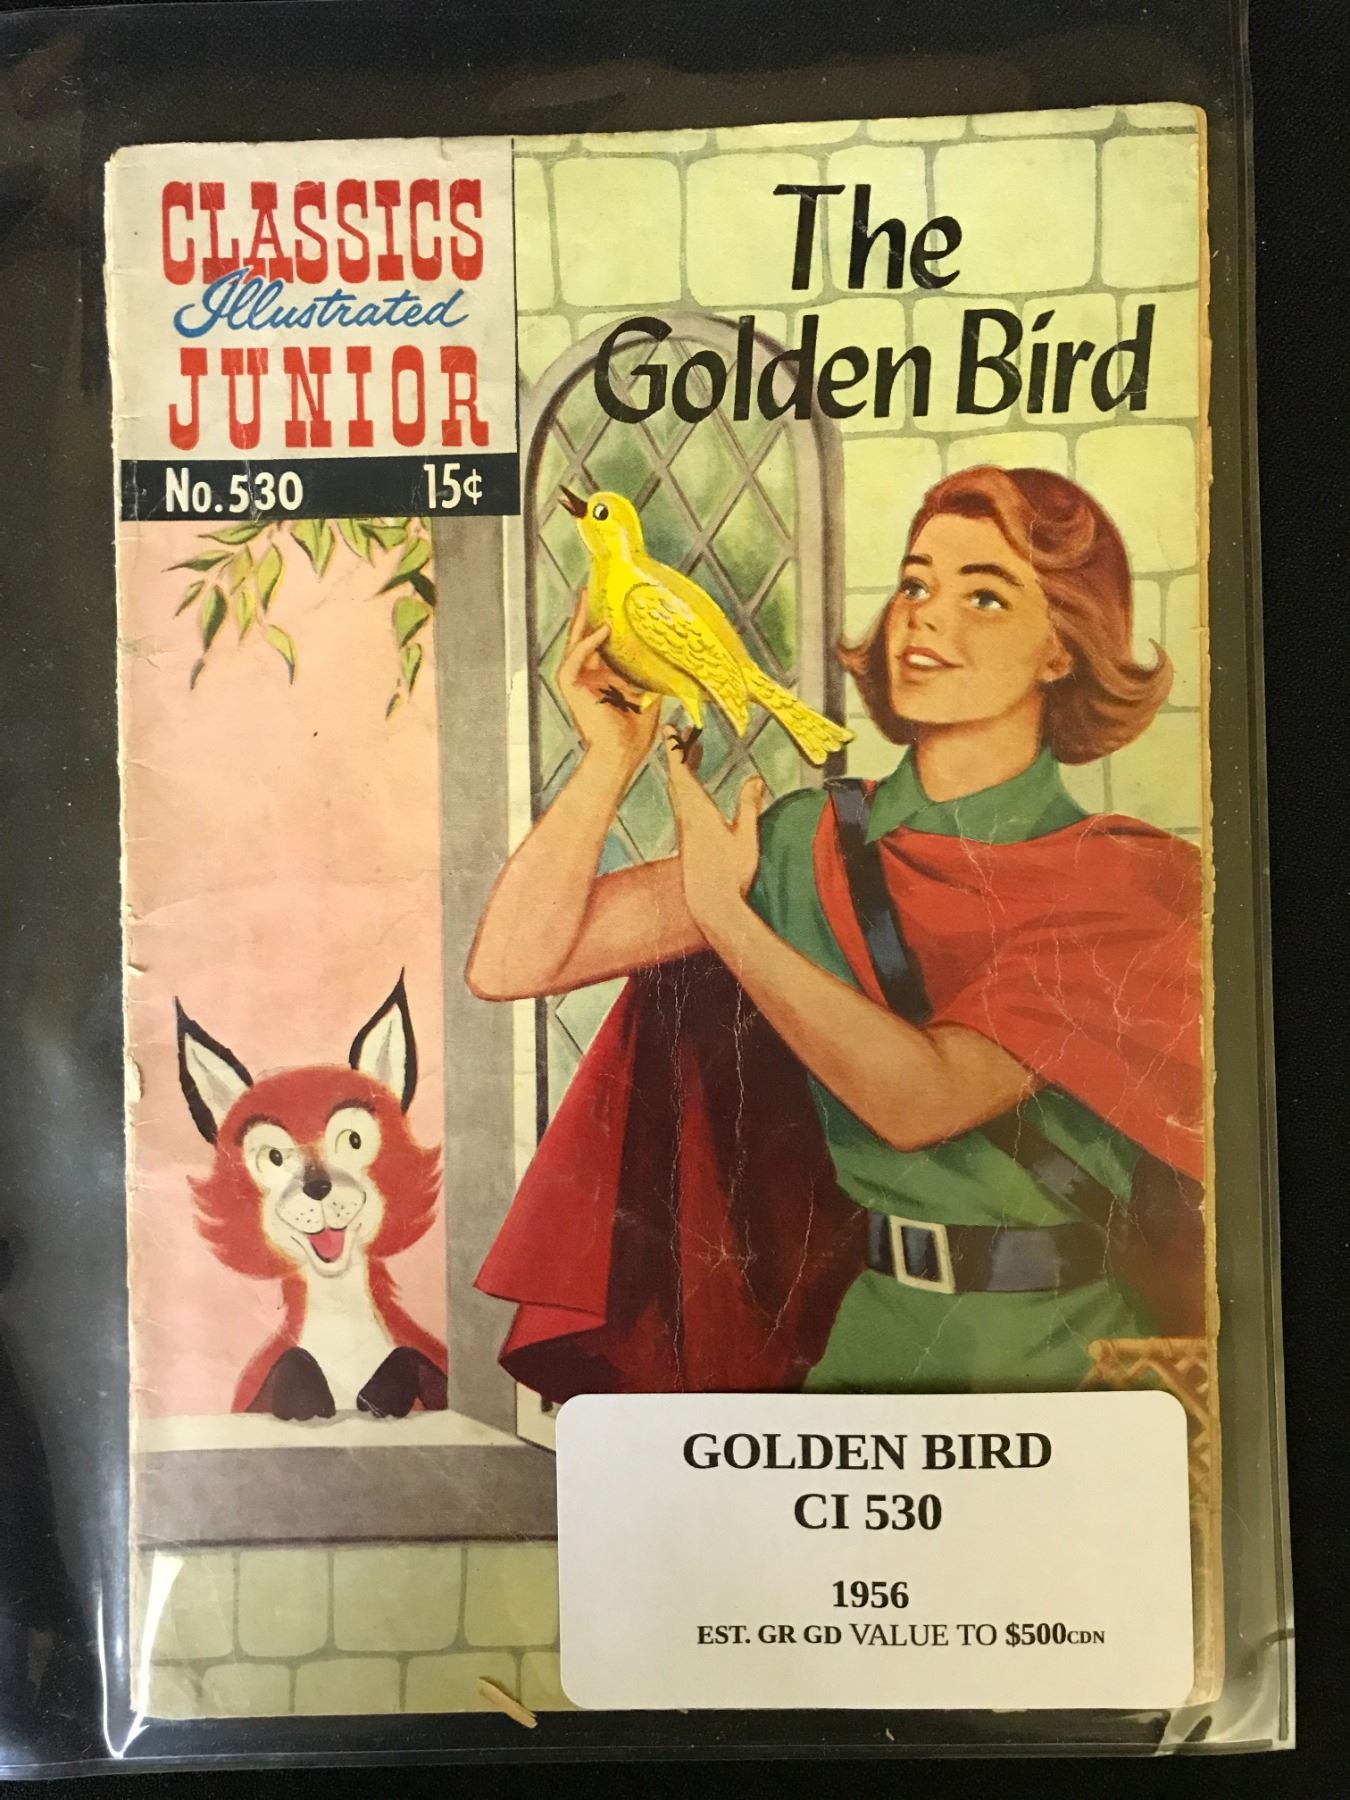 CLASSICS
Illustrated
JUNIOR
No. 530 15¢
The
Golden Bird
GOLDEN BIRD
CI 530
1956
EST. GR GD VALUE TO $500CDN